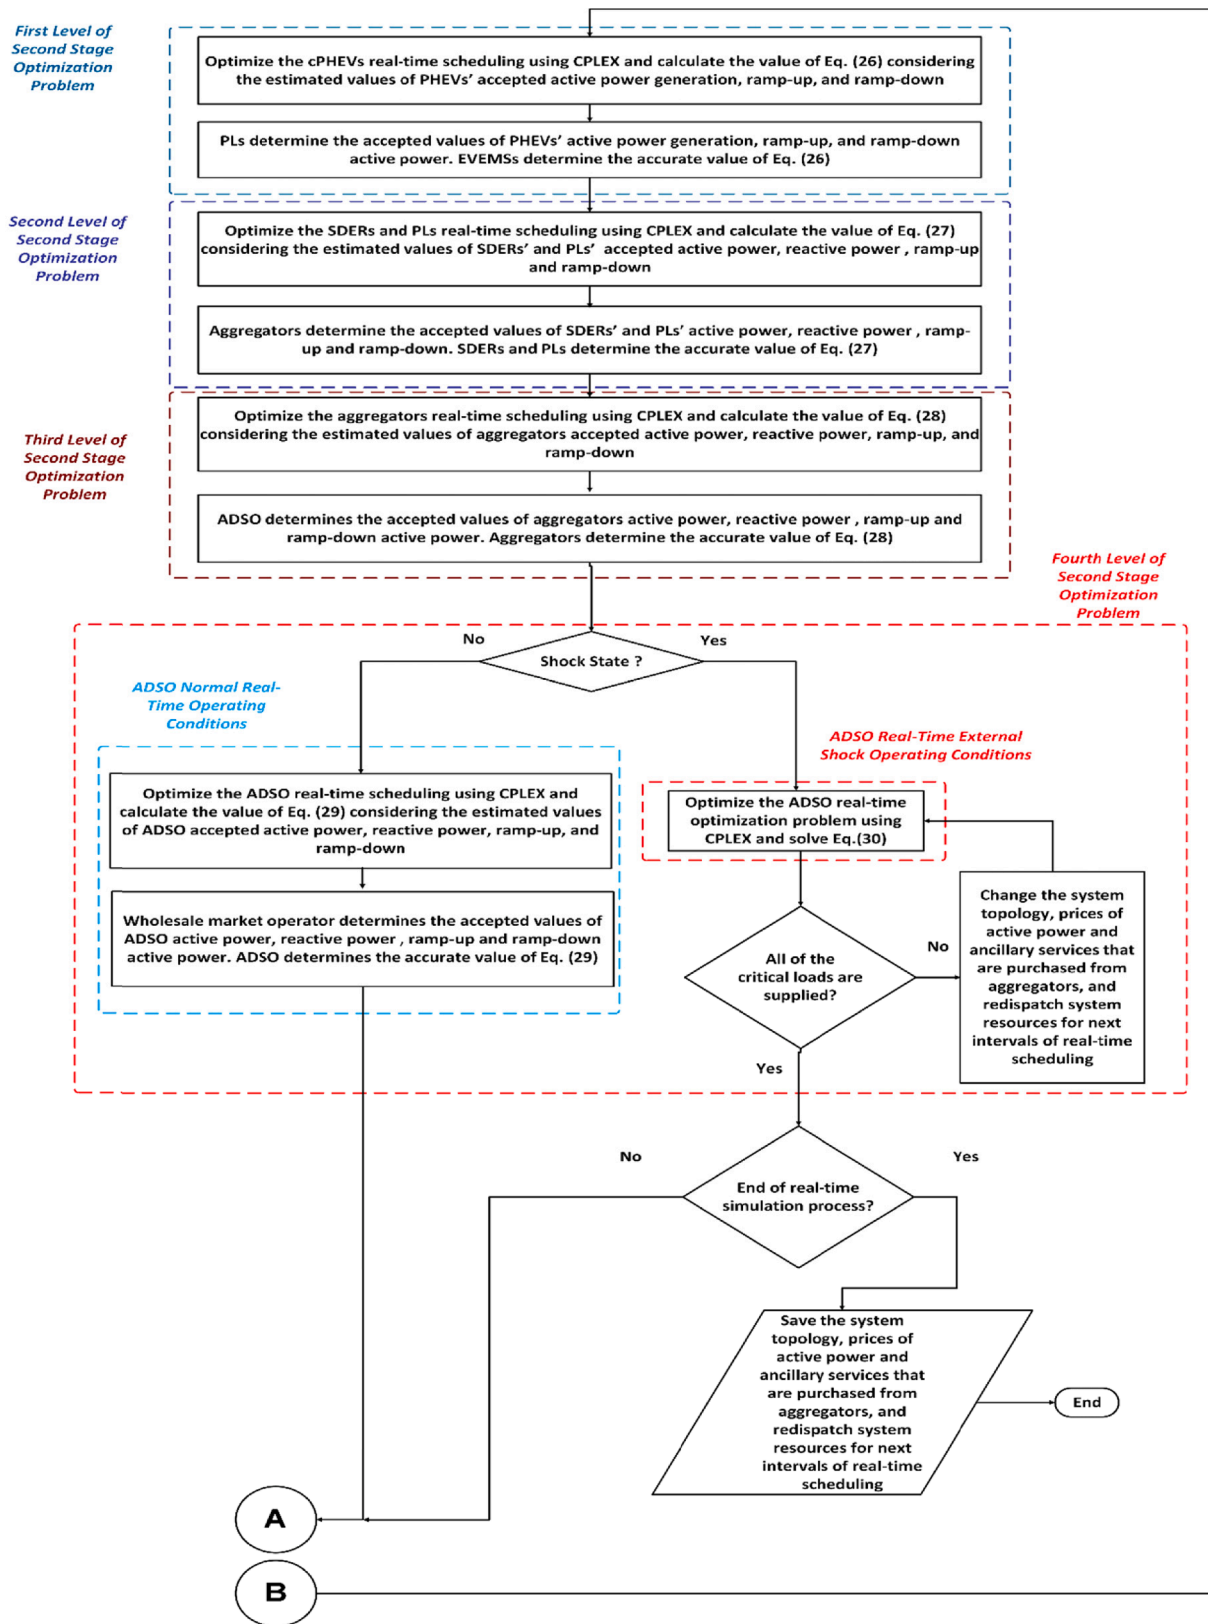 First Level of
Second Stage
Optimization
Problem
Optimize the cPHEVs real-time scheduling using CPLEX and calculate the value of Eq. (26) considering
the estimated values of PHEVs’ accepted active power generation, ramp-up, and ramp-down
PLs determine the accepted values of PHEVs’ active power generation, ramp-up, and ramp-down
active power. EVEMSs determine the accurate value of Eq. (26)
Second Level of
Second Stage
Optimization
Problem
Optimize the SDERs and PLs real-time scheduling using CPLEX and calculate the value of Eq. (27)
considering the estimated values of SDERs’ and PLs’ accepted active power, reactive power , ramp-up
and ramp-down
Aggregators determine the accepted values of SDERs’ and PLs’ active power, reactive power , ramp-
up and ramp-down. SDERs and PLs determine the accurate value of Eq. (27)
Third Level of
Second Stage
Optimization
Problem
Optimize the aggregators real-time scheduling using CPLEX and calculate the value of Eq. (28)
considering the estimated values of aggregators accepted active power, reactive power, ramp-up, and
ramp-down
ADSO determines the accepted values of aggregators active power, reactive power , ramp-up and
ramp-down active power. Aggregators determine the accurate value of Eq. (28)
Fourth Level of
Second Stage
Optimization
Problem
No
Yes
Shock State ?
ADSO Normal Real-
Time Operating
Conditions
ADSO Real-Time External
Shock Operating Conditions
Optimize the ADSO real-time scheduling using CPLEX and
calculate the value of Eq. (29) considering the estimated values
of ADSO accepted active power, reactive power, ramp-up, and
ramp-down
Optimize the ADSO real-time
optimization problem using
CPLEX and solve Eq.(30)
Wholesale market operator determines the accepted values of
ADSO active power, reactive power , ramp-up and ramp-down
active power. ADSO determines the accurate value of Eq. (29)
All of the
critical loads are
supplied?
No
Change the system
topology, prices of
active power and
ancillary services that
are purchased from
aggregators, and
redispatch system
resources for next
intervals of real-time
scheduling
Yes
No
Yes
End of real-time
simulation process?
Save the system
topology, prices of
active power and
ancillary services that
are purchased from
aggregators, and
redispatch system
resources for next
intervals of real-time
scheduling
End
A
B